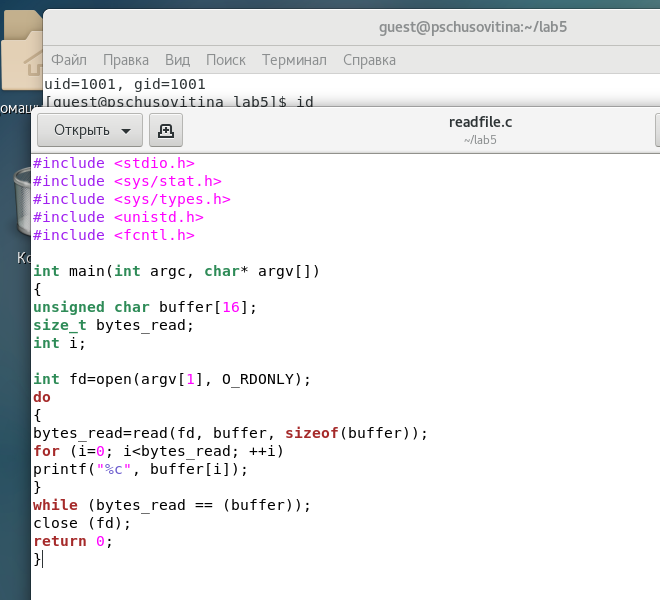 guest@pschusovitina:~/lab5
Файл Правка Вид Поиск Терминал Справка
uid=1001, gid=1001
[guest@pschusovitina lab5]$ id
Открыть
readfile.c
~/lab5
#include <stdio.h>
#include <sys/stat.h>
#include <sys/types.h>
#include <unistd.h>
#include <fcntl.h>
int main(int argc, char* argv[])
{
unsigned char buffer[16];
size_t bytes_read;
int i;
int fd=open(argv[1], O_RDONLY);
do
{
bytes_read=read(fd, buffer, sizeof(buffer));
for (i=0; i<bytes_read; ++i)
printf("%c", buffer[i]);
}
while (bytes_read == (buffer));
close (fd);
return 0;
}